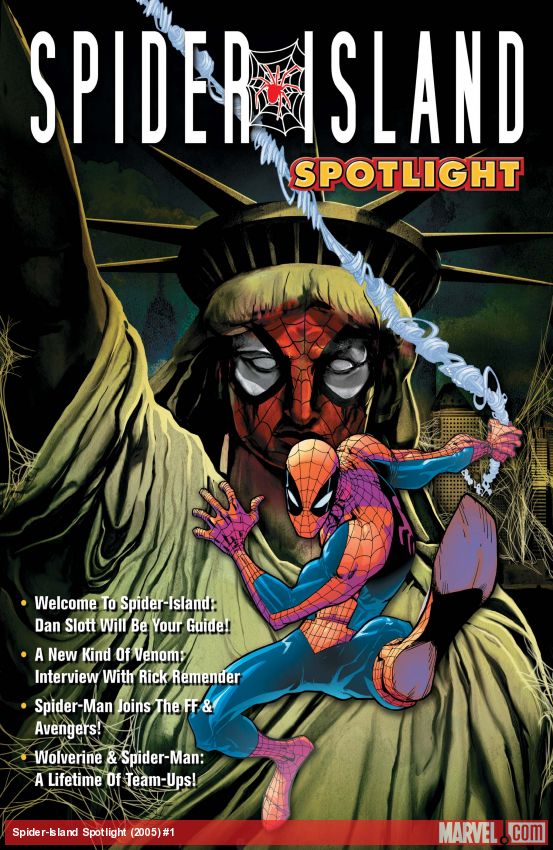 SPIDER ISLAND
SPOTLIGHT
• Welcome To Spider-Island:
Dan Slott Will Be Your Guide!
• A New Kind Of Venom:
Interview With Rick Remender
• Spider-Man Joins The FF &
Avengers!
• Wolverine & Spider-Man:
A Lifetime Of Team-Ups!
Spider-Island Spotlight (2005) #1
MARVEL.com